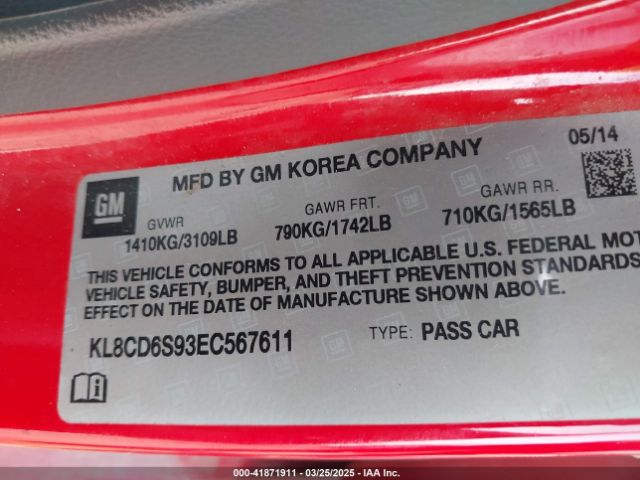 05/14
MFD BY GM KOREA COMPANY
GM
GVWR GAWR FRT. GAWR RR.
1410KG/3109LB 790KG/1742LB 710KG/1565LB
THIS VEHICLE CONFORMS TO ALL APPLICABLE U.S. FEDERAL MOT
VEHICLE SAFETY, BUMPER, AND THEFT PREVENTION STANDARDS
EFFECT ON THE DATE OF MANUFACTURE SHOWN ABOVE.
KL8CD6S93EC567611 TYPE: PASS CAR
000-41871911 - 03/25/2025 - IAA Inc.